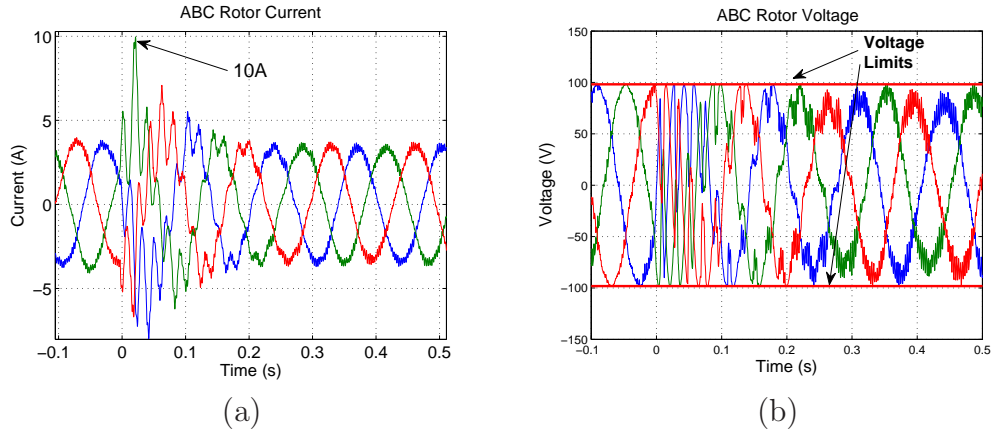 ABC Rotor Current
10
5
0
−5
Current (A)
10A
−0.1 0 0.1 0.2 0.3 0.4 0.5
Time (s)
(a)
ABC Rotor Voltage
150
100
50
0
−50
−100
−150
Voltage (V)
Voltage
Limits
−0.1 0 0.1 0.2 0.3 0.4 0.5
Time (s)
(b)